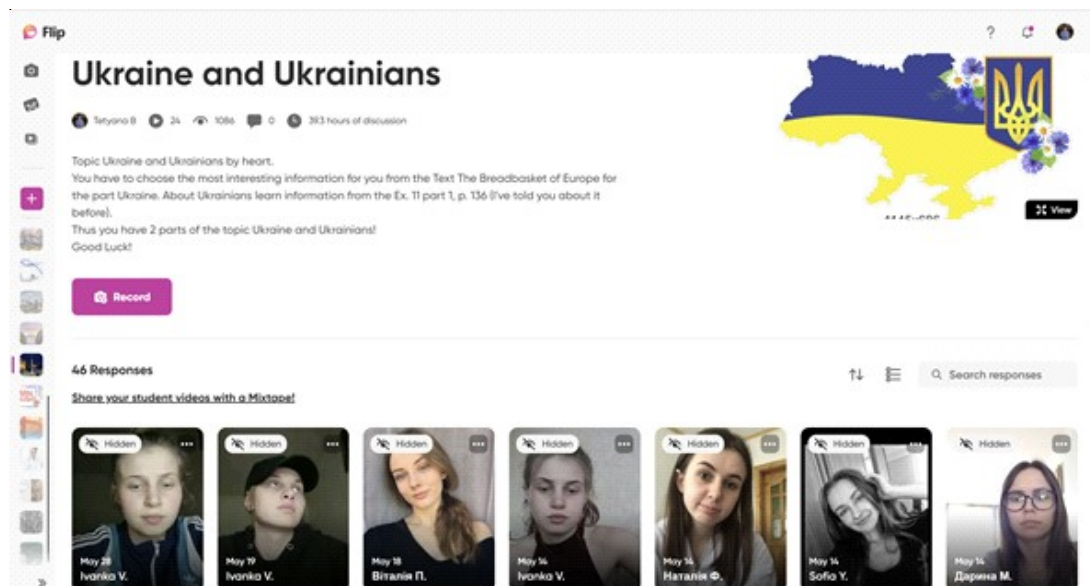 Flip
?
Ukraine and Ukrainians
Tetyana B 24 1086 0 39.3 hours of discussion
Topic Ukraine and Ukrainians by heart.
You have to choose the most interesting information for you from the Text The Breadbasket of Europe for
the part Ukraine. About Ukrainians learn information from the Ex. 11 part 1, p. 136 (I've told you about it
before).
Thus you have 2 parts of the topic Ukraine and Ukrainians!
Good Luck!
View
Record
46 Responses
Search responses
Share your student videos with a Mixtape!
Hidden Hidden Hidden Hidden Hidden Hidden Hidden
May 28 May 19 May 18 May 14 May 14 May 14 May 14
Ivanka V. Ivanka V. Віталія П. Ivanka V. Наталія Ф. Sofia Y. Дарина М.